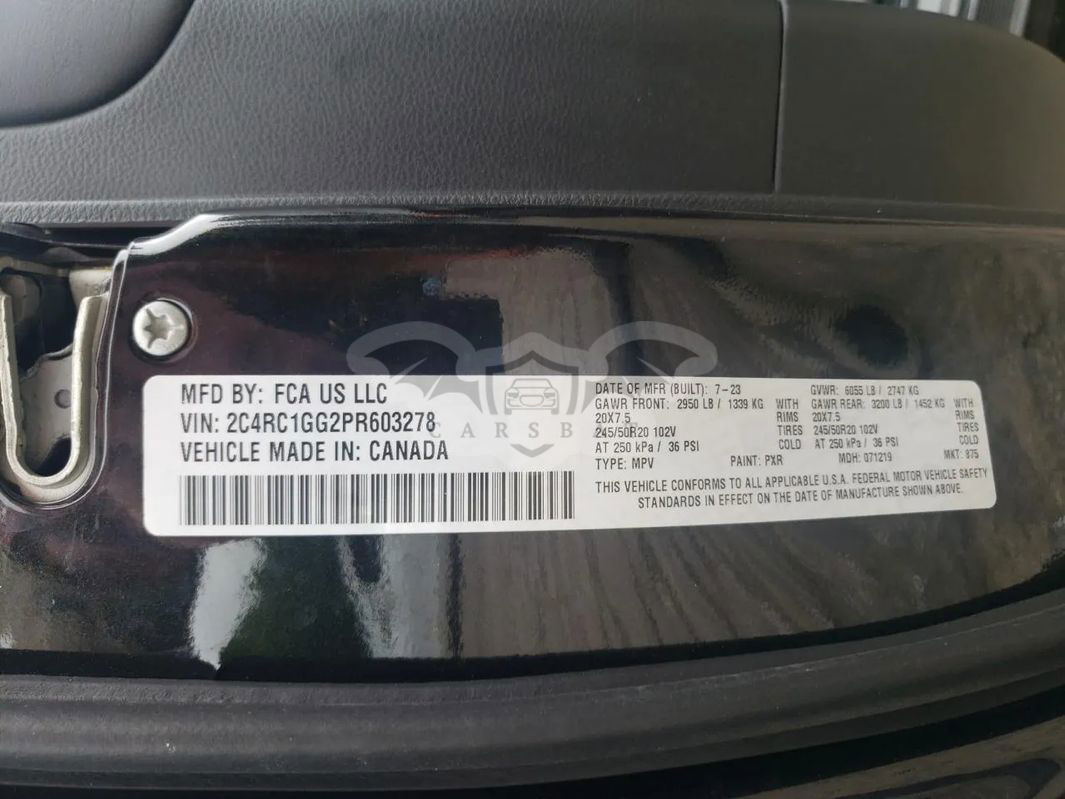 MFD BY: FCA US LLC
VIN: 2C4RC1GG2PR603278
VEHICLE MADE IN: CANADA
DATE OF MFR (BUILT): 7-23 GVWR: 6055 LB / 2747 KG
GAWR FRONT: 2950 LB / 1339 KG WITH GAWR REAR: 3200 LB / 1452 KG WITH
20X7.5 RIMS 20X7.5 RIMS
245/50R20 102V TIRES 245/50R20 102V TIRES
AT 250 kPa / 36 PSI COLD AT 250 kPa / 36 PSI COLD
TYPE: MPV PAINT: PXR MDH: 071219 MKT: 875
THIS VEHICLE CONFORMS TO ALL APPLICABLE U.S.A. FEDERAL MOTOR VEHICLE SAFETY
STANDARDS IN EFFECT ON THE DATE OF MANUFACTURE SHOWN ABOVE.